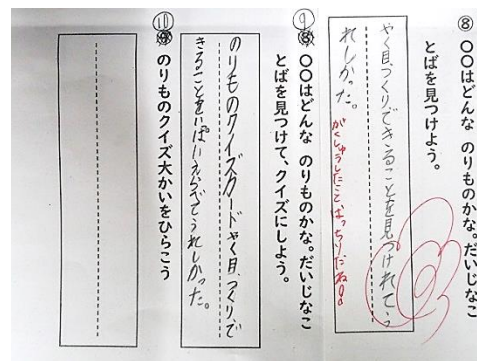 ⑧
○○はどんな のりものかな。だいじなこ
とばを見つけよう。
やく目、つくり、できることを見つけれて、う
れしかった。
がくしゅうしたことばっちりだね!!
⑨
○○はどんな のりものかな。だいじなこ
とばを見つけて、クイズにしよう。
のりものクイズカードやく目、つくり、で
きることをいっぱいえらべてうれしかった。
⑩
のりものクイズ大かいをひらこう